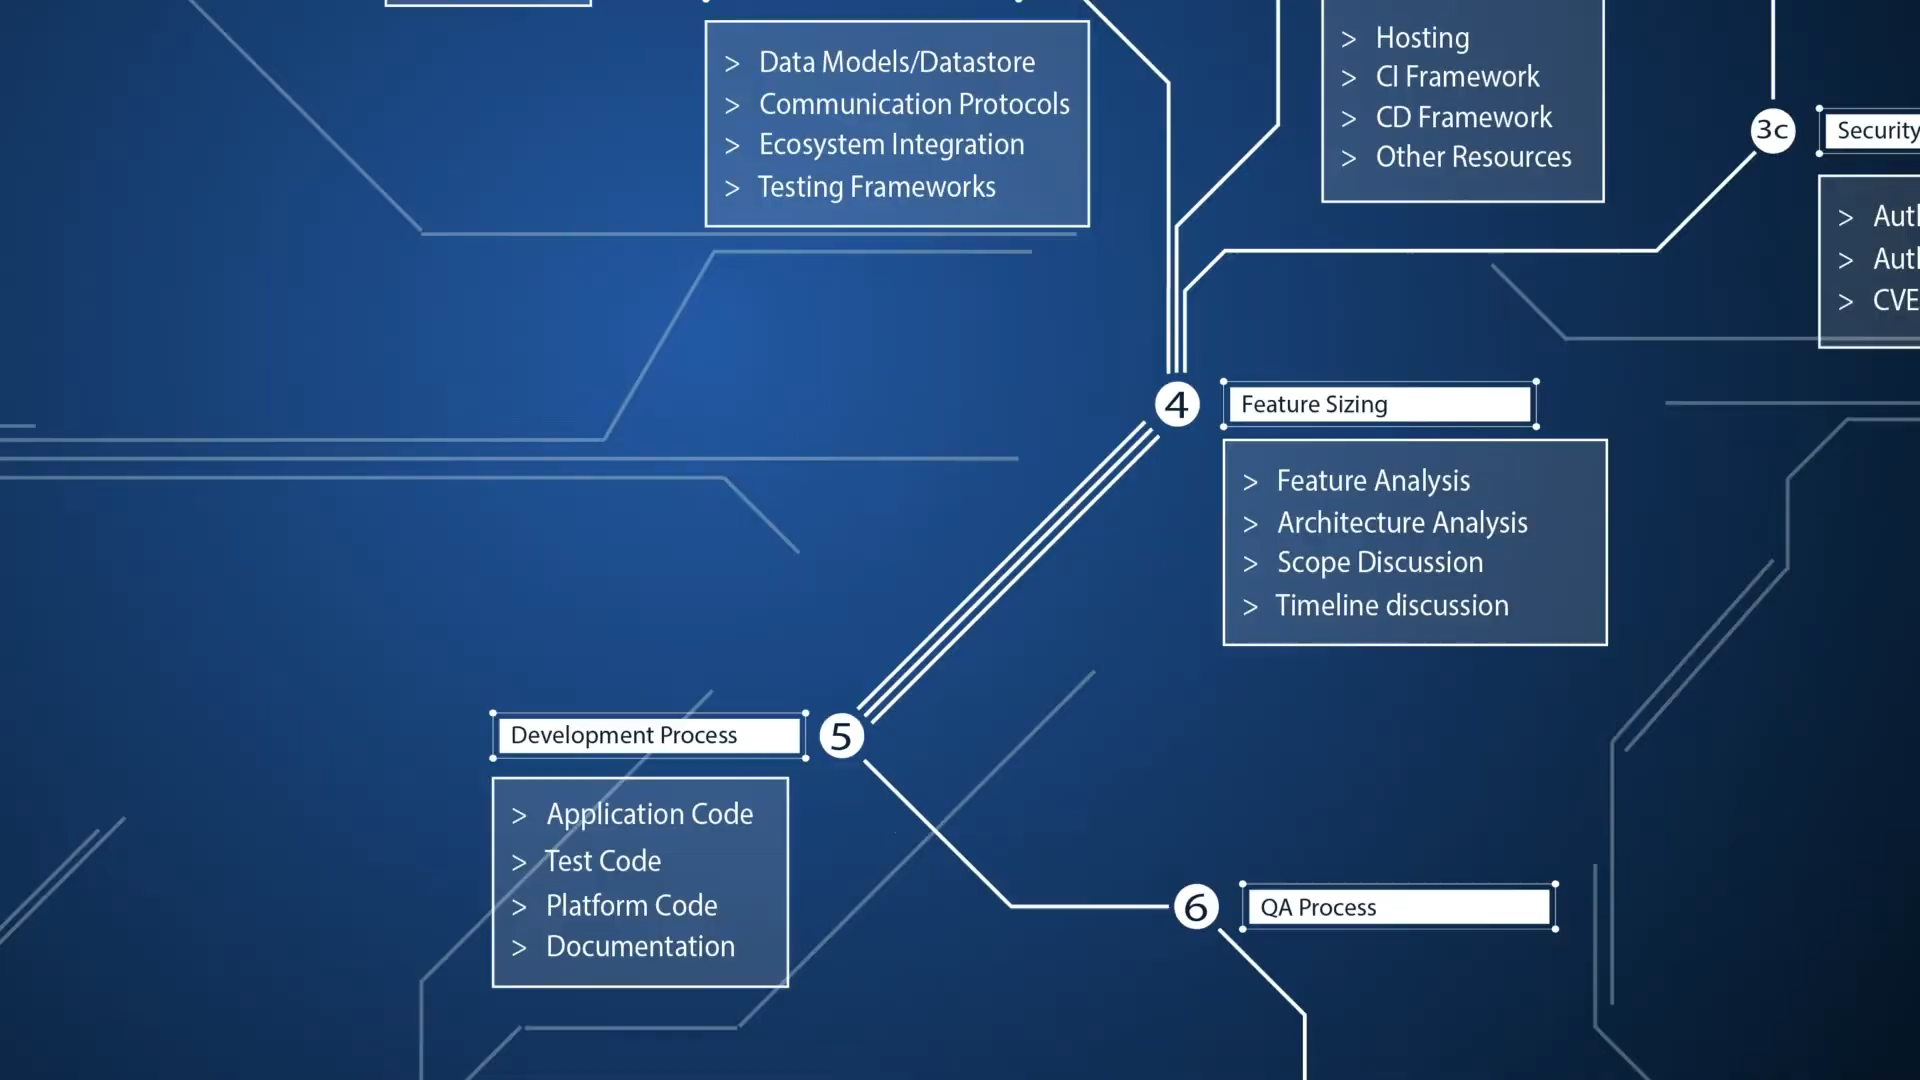 > Data Models/Datastore
> Communication Protocols
> Ecosystem Integration
> Testing Frameworks
> Hosting
> CI Framework
> CD Framework
> Other Resources
3c Security
>
>
> CVE
4 Feature Sizing
> Feature Analysis
> Architecture Analysis
> Scope Discussion
> Timeline discussion
Development Process 5
> Application Code
> Test Code
> Platform Code
> Documentation
6 QA Process